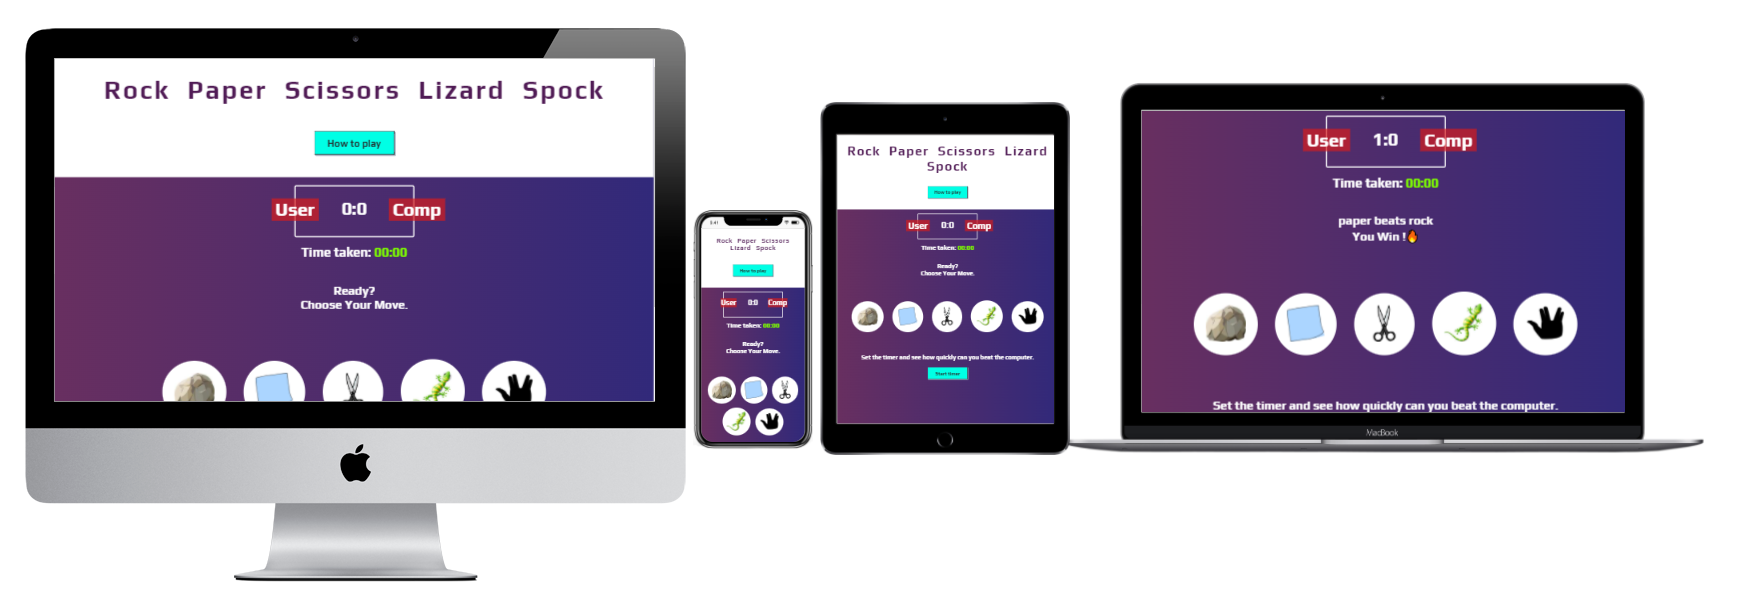 Rock Paper Scissors Lizard Spock
How to play
User 0:0 Comp
Time taken: 00:00
Ready?
Choose Your Move.
9:41
Rock Paper Scissors
Lizard Spock
How to play
User 0:0 Comp
Time taken: 00:00
Ready?
Choose Your Move.
Rock Paper Scissors Lizard
Spock
How to play
User 0:0 Comp
Time taken: 00:00
Ready?
Choose Your Move.
Set the timer and see how quickly can you beat the computer.
Start timer
User 1:0 Comp
Time taken: 00:00
paper beats rock
You Win !🔥
Set the timer and see how quickly can you beat the computer.
MacBook